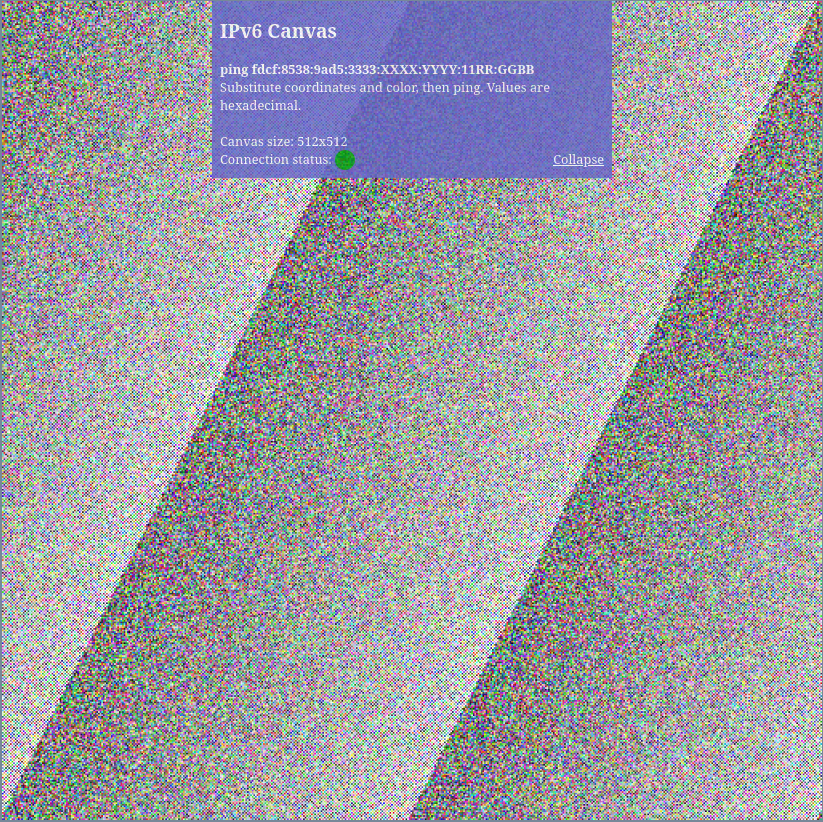 IPv6 Canvas
ping fdcf:8538:9ad5:3333:XXXX:YYYY:11RR:GGBB
Substitute coordinates and color, then ping. Values are
hexadecimal.
Canvas size: 512x512
Connection status:
Collapse